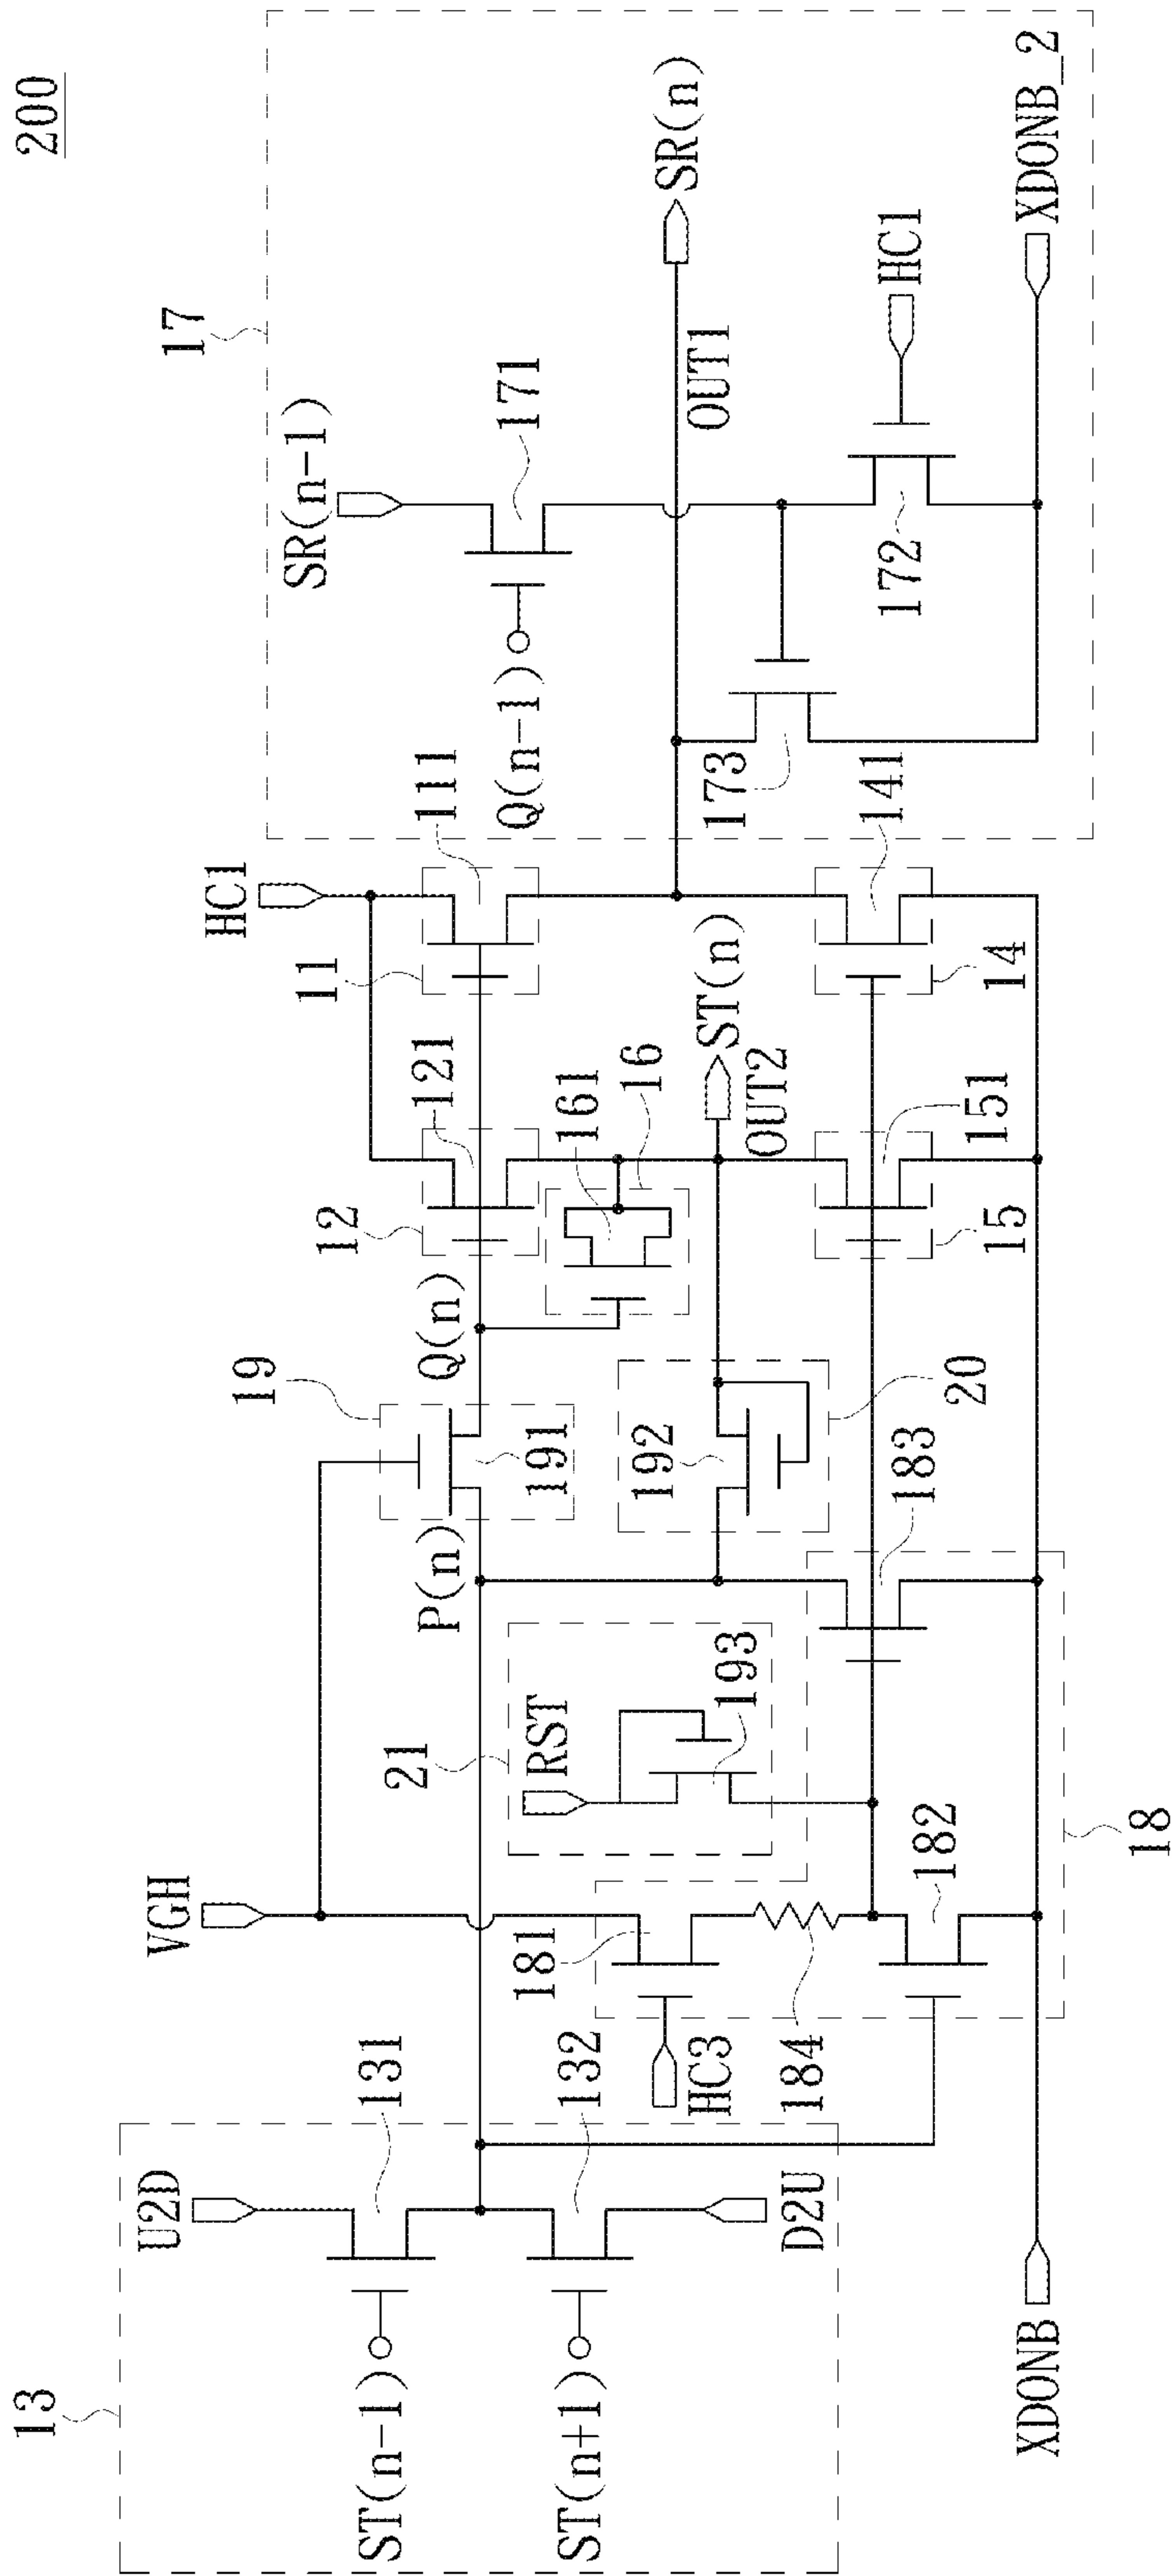 200
17
SR(n-1)
171
Q(n-1)
SR(n)
OUT1
HC1
172
173
XDONB_2
HC1
11
111
14
141
12
121
16
161
ST(n)
OUT2
15
151
Q(n)
19
191
P(n)
20
192
183
21
RST
193
VGH
181
HC3
184
182
18
13
U2D
131
ST(n-1)
132
ST(n+1)
D2U
XDONB